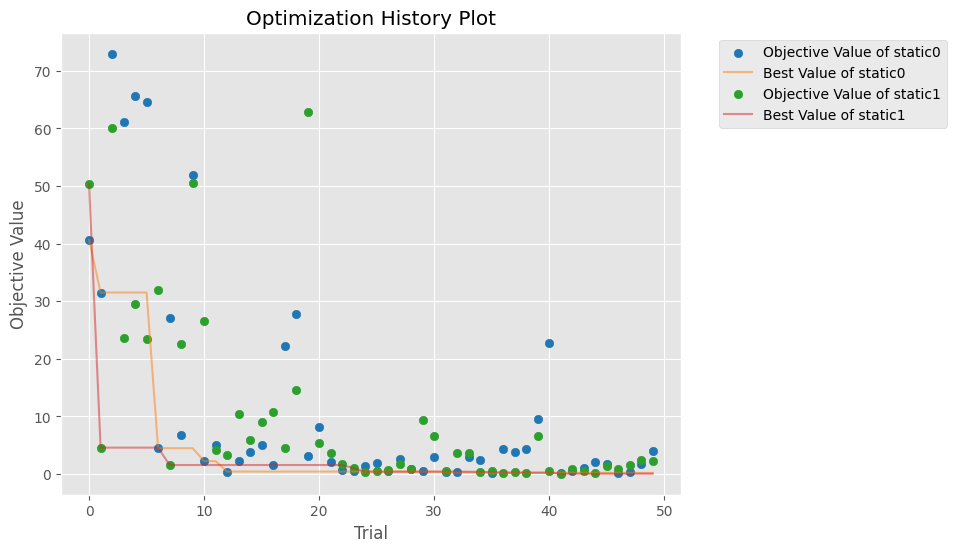 Optimization History Plot
Objective Value of static0
Best Value of static0
Objective Value of static1
Best Value of static1
Objective Value
70
60
50
40
30
20
10
0
0 10 20 30 40 50
Trial